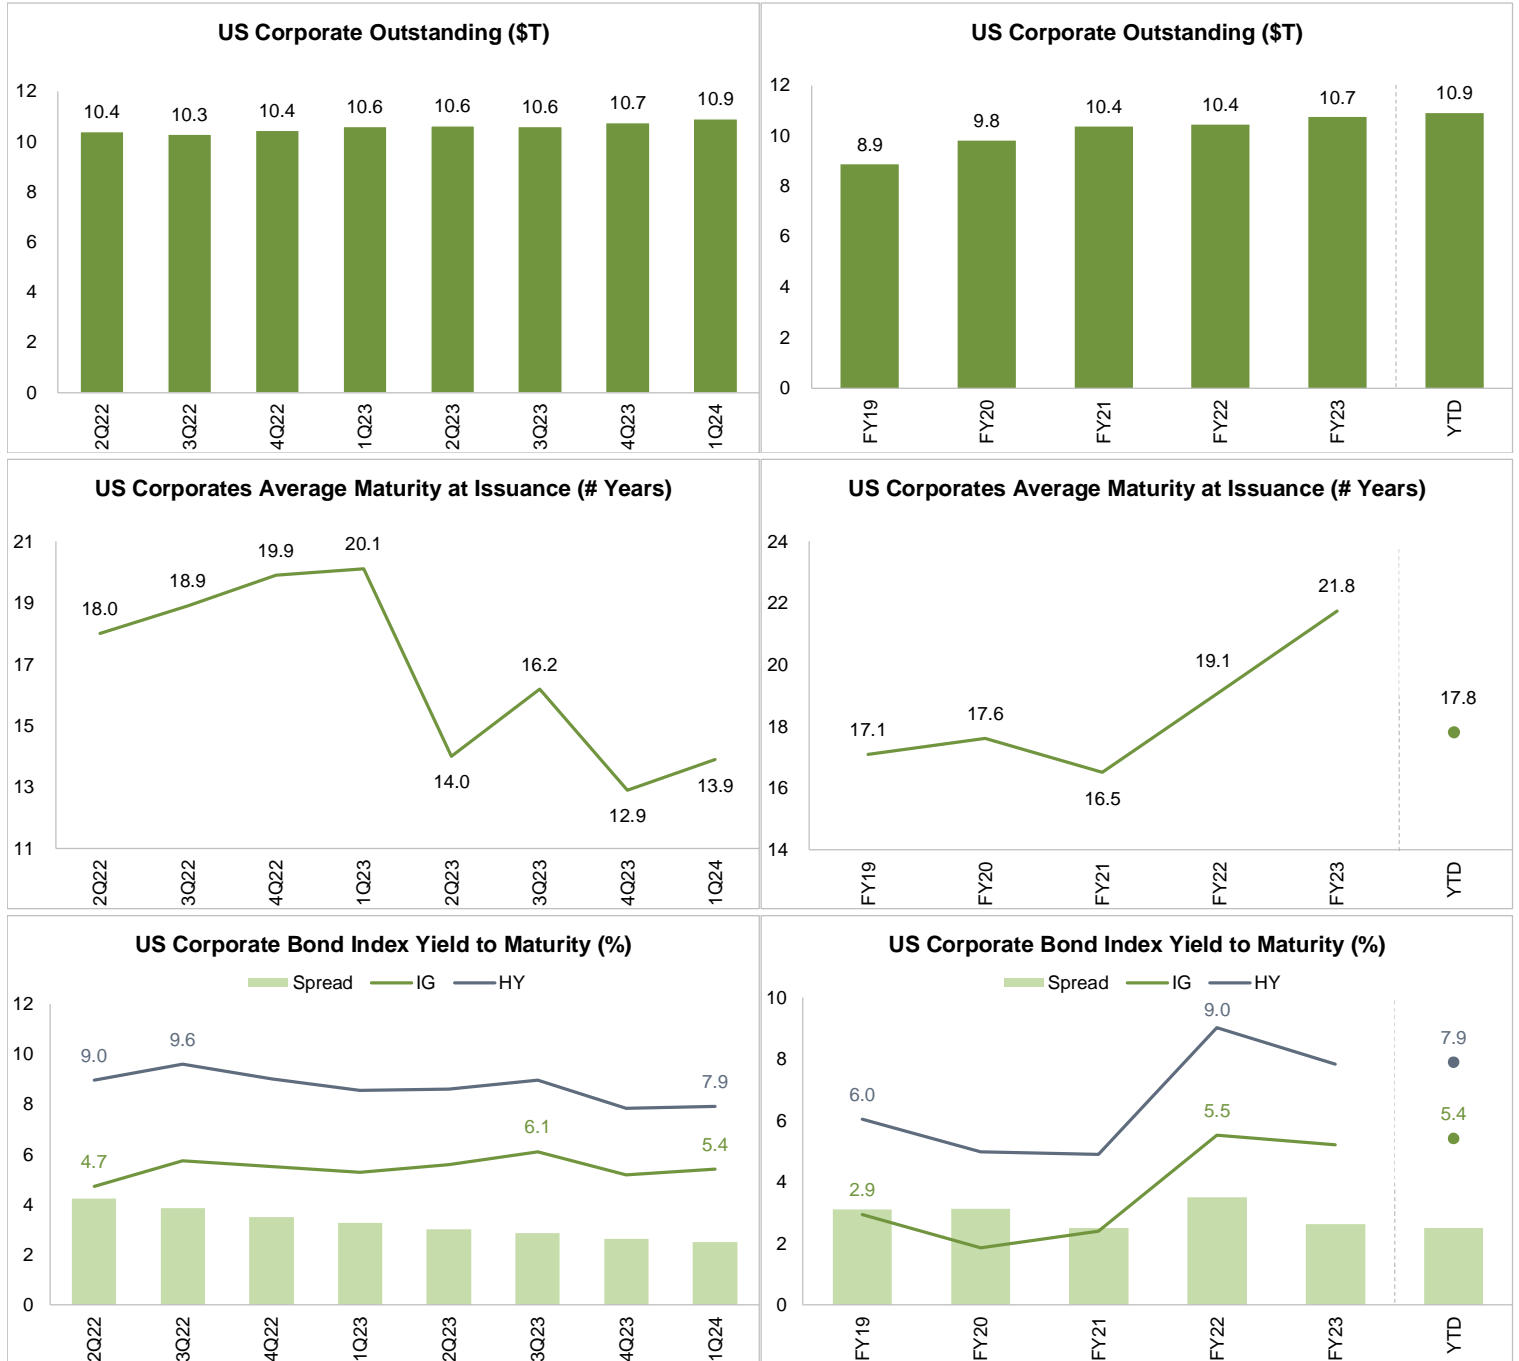 US Corporate Outstanding ($T)
12
10
8
6
4
2
0
10.4
10.3
10.4
10.6
10.6
10.6
10.7
10.9
2Q22
3Q22
4Q22
1Q23
2Q23
3Q23
4Q23
1Q24
US Corporate Outstanding ($T)
12
10
8
6
4
2
0
8.9
9.8
10.4
10.4
10.7
10.9
FY19
FY20
FY21
FY22
FY23
YTD
US Corporates Average Maturity at Issuance (# Years)
21
19
17
15
13
11
18.0
18.9
19.9
20.1
14.0
16.2
12.9
13.9
2Q22
3Q22
4Q22
1Q23
2Q23
3Q23
4Q23
1Q24
US Corporates Average Maturity at Issuance (# Years)
24
22
20
18
16
14
17.1
17.6
16.5
19.1
21.8
17.8
FY19
FY20
FY21
FY22
FY23
YTD
US Corporate Bond Index Yield to Maturity (%)
Spread IG HY
12
10
8
6
4
2
0
9.0
9.6
7.9
4.7
6.1
5.4
2Q22
3Q22
4Q22
1Q23
2Q23
3Q23
4Q23
1Q24
US Corporate Bond Index Yield to Maturity (%)
Spread IG HY
10
8
6
4
2
0
6.0
9.0
7.9
2.9
5.5
5.4
FY19
FY20
FY21
FY22
FY23
YTD